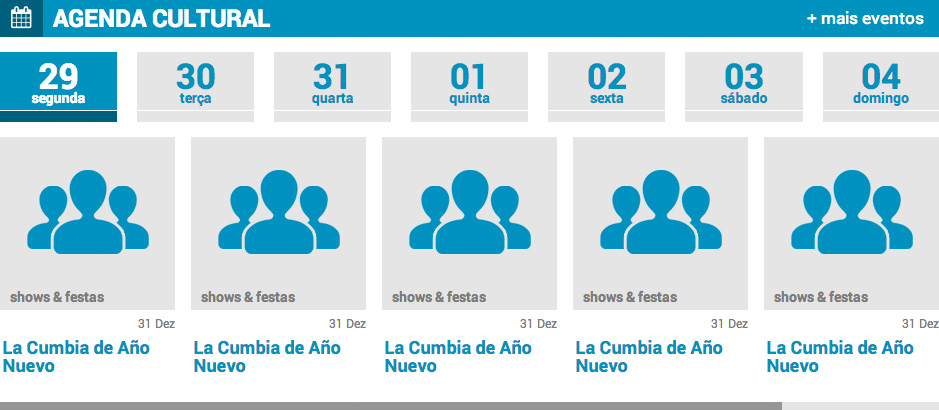 AGENDA CULTURAL
+ mais eventos
29
segunda
30
terça
31
quarta
01
quinta
02
sexta
03
sábado
04
domingo
shows & festas
31 Dez
La Cumbia de Año
Nuevo
shows & festas
31 Dez
La Cumbia de Año
Nuevo
shows & festas
31 Dez
La Cumbia de Año
Nuevo
shows & festas
31 Dez
La Cumbia de Año
Nuevo
shows & festas
31 Dez
La Cumbia de Año
Nuevo